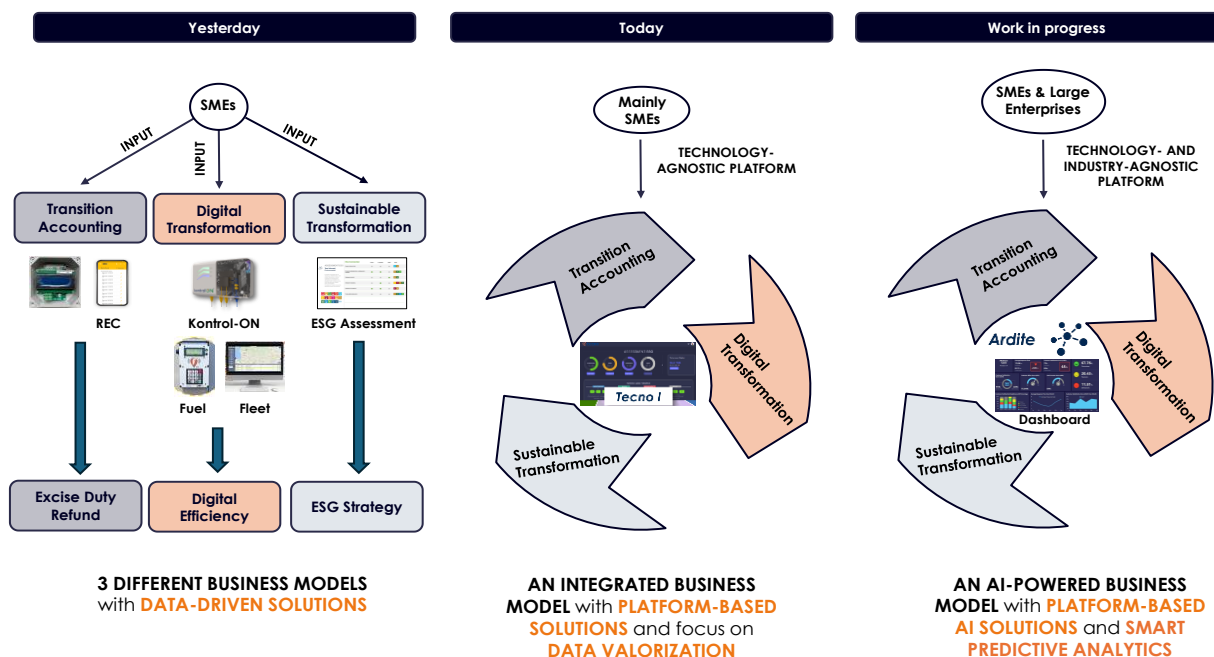 Yesterday
SMEs
INPUT
INPUT
INPUT
Transition
Accounting
Digital
Transformation
Sustainable
Transformation
REC
Kontrol-ON
ESG Assessment
Fuel
Fleet
Excise Duty
Refund
Digital
Efficiency
ESG Strategy
3 DIFFERENT BUSINESS MODELS
with DATA-DRIVEN SOLUTIONS
Today
Mainly
SMEs
TECHNOLOGY-
AGNOSTIC PLATFORM
Transition
Accounting
Digital
Transformation
Tecno I
Sustainable
Transformation
AN INTEGRATED BUSINESS
MODEL with PLATFORM-BASED
SOLUTIONS and focus on
DATA VALORIZATION
Work in progress
SMEs & Large
Enterprises
TECHNOLOGY- AND
INDUSTRY-AGNOSTIC
PLATFORM
Transition
Accounting
Ardite
Digital
Transformation
Dashboard
Sustainable
Transformation
AN AI-POWERED BUSINESS
MODEL with PLATFORM-BASED
AI SOLUTIONS and SMART
PREDICTIVE ANALYTICS